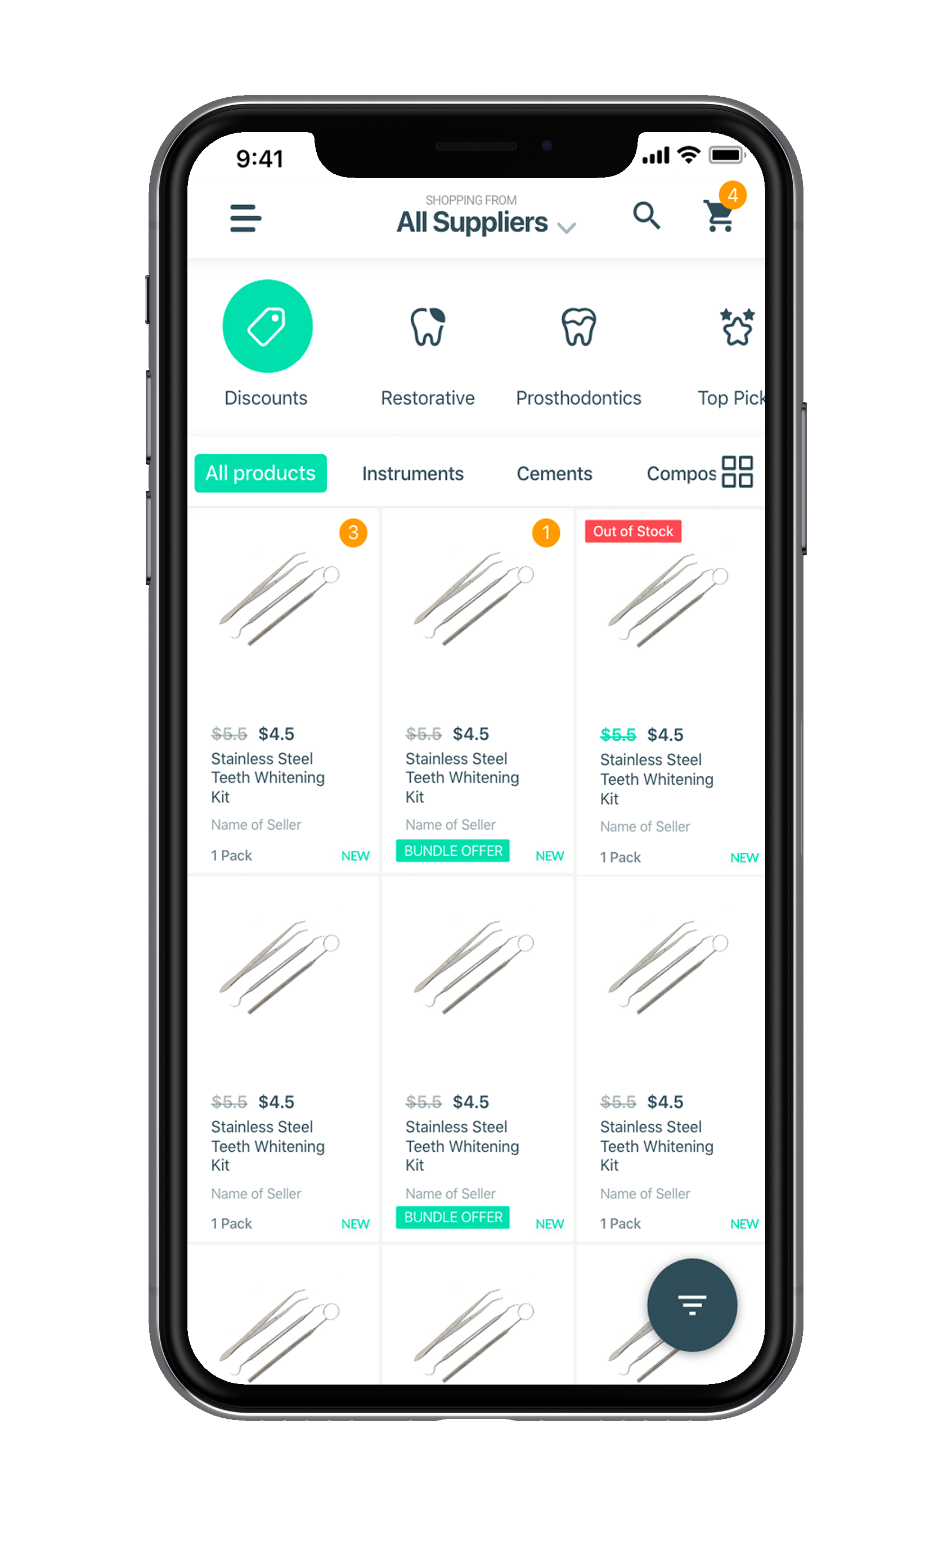 9:41
SHOPPING FROM
All Suppliers
4
Discounts
Restorative
Prosthodontics
Top Pick
All products
Instruments
Cements
Compos
3
1
Out of Stock
$5.5 $4.5
Stainless Steel
Teeth Whitening
Kit
Name of Seller
1 Pack
NEW
$5.5 $4.5
Stainless Steel
Teeth Whitening
Kit
Name of Seller
BUNDLE OFFER
NEW
$5.5 $4.5
Stainless Steel
Teeth Whitening
Kit
Name of Seller
1 Pack
NEW
$5.5 $4.5
Stainless Steel
Teeth Whitening
Kit
Name of Seller
1 Pack
NEW
$5.5 $4.5
Stainless Steel
Teeth Whitening
Kit
Name of Seller
BUNDLE OFFER
NEW
$5.5 $4.5
Stainless Steel
Teeth Whitening
Kit
Name of Seller
1 Pack
NEW